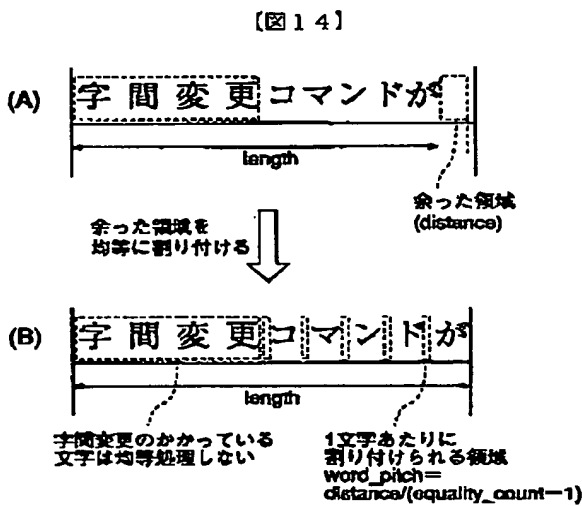 【図14】
(A)
字間変更コマンドが
length
余った領域
(distance)
余った領域を
均等に割り付ける
(B)
字間変更コマンドが
length
字間変更のかかっている
文字は均等処理しない
1文字あたりに
割り付けられる領域
word_pitch=
distance/(equality_count-1)